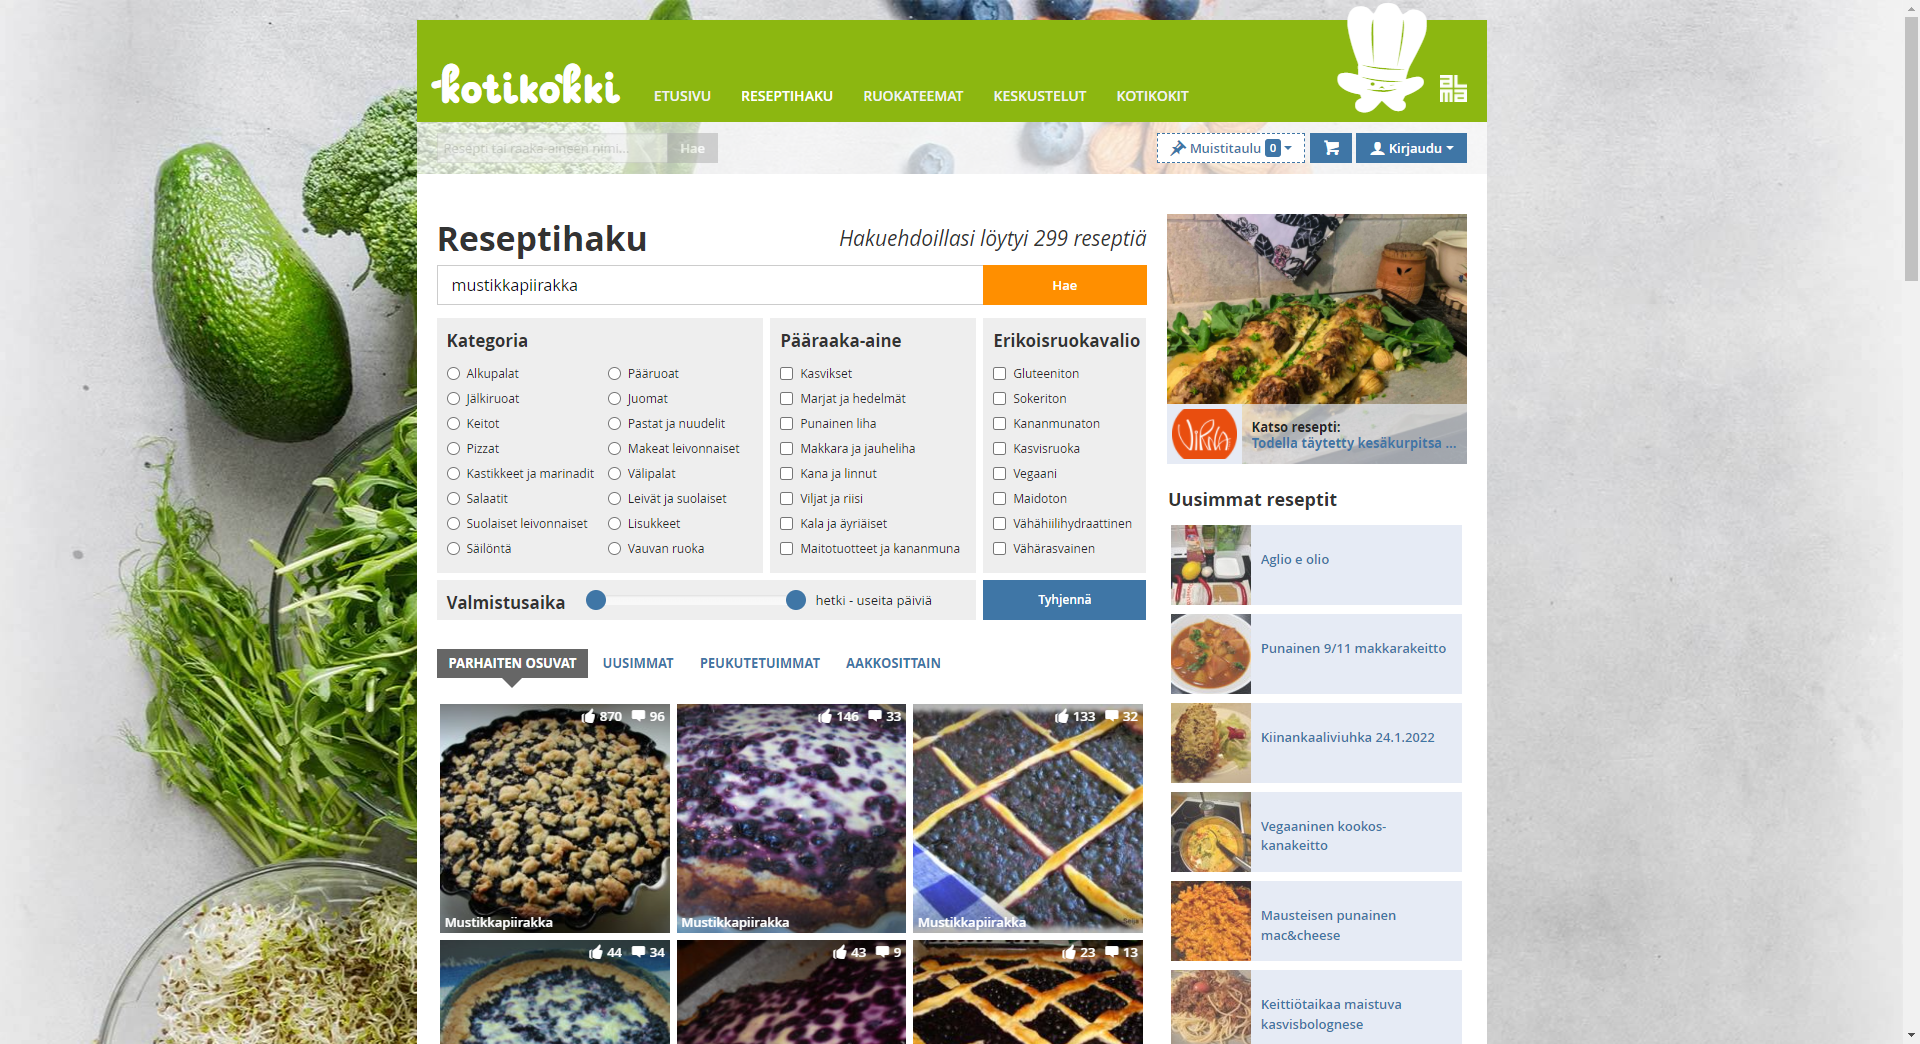 kotikokki
ETUSIVU
RESEPTIHAKU
RUOKATEEMAT
KESKUSTELUT
KOTIKOKIT
alma
Resepti tai raaka-aineen nimi...
Hae
Muistitaulu 0
Kirjaudu
Reseptihaku
Hakuehdoillasi löytyi 299 reseptiä
mustikkapiirakka
Hae
Kategoria
Alkupalat
Jälkiruoat
Keitot
Pizzat
Kastikkeet ja marinadit
Salaatit
Suolaiset leivonnaiset
Säilöntä
Pääruoat
Juomat
Pastat ja nuudelit
Makeat leivonnaiset
Välipalat
Leivät ja suolaiset
Lisukkeet
Vauvan ruoka
Pääraaka-aine
Kasvikset
Marjat ja hedelmät
Punainen liha
Makkara ja jauheliha
Kana ja linnut
Viljat ja riisi
Kala ja äyriäiset
Maitotuotteet ja kananmuna
Erikoisruokavalio
Gluteeniton
Sokeriton
Kananmunaton
Kasvisruoka
Vegaani
Maidoton
Vähähiilihydraattinen
Vähärasvainen
Valmistusaika
hetki - useita päiviä
Tyhjennä
PARHAITEN OSUVAT
UUSIMMAT
PEUKUTETUIMMAT
AAKKOSITTAIN
870 96
Mustikkapiirakka
146 33
Mustikkapiirakka
133 32
Mustikkapiirakka
44 34
43 9
23 13
VIRNA
Katso resepti:
Todella täytetty kesäkurpitsa ...
Uusimmat reseptit
Aglio e olio
Punainen 9/11 makkarakeitto
Kiinankaaliviuhka 24.1.2022
Vegaaninen kookos-
kanakeitto
Mausteisen punainen
mac&cheese
Keittiötaikaa maistuva
kasvisbolognese